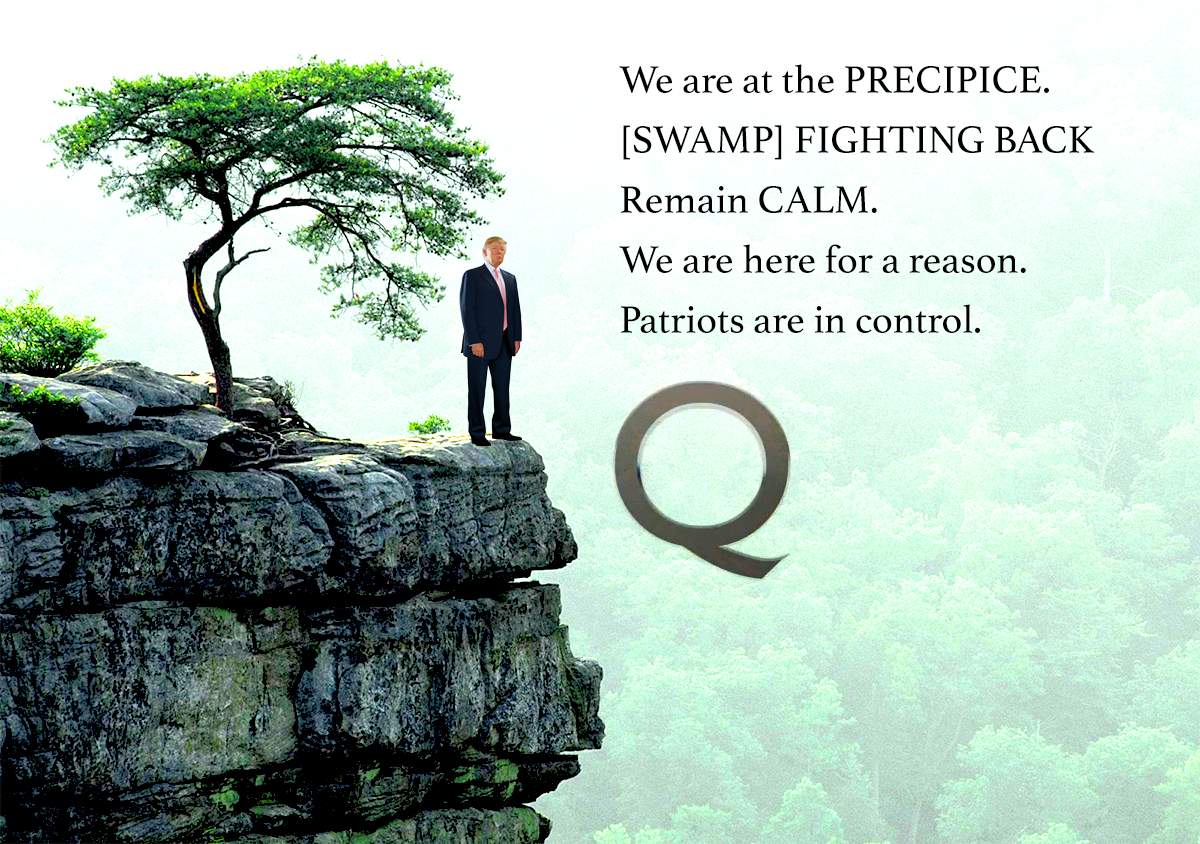 We are at the PRECIPICE.
[SWAMP] FIGHTING BACK
Remain CALM.
We are here for a reason.
Patriots are in control.
Q